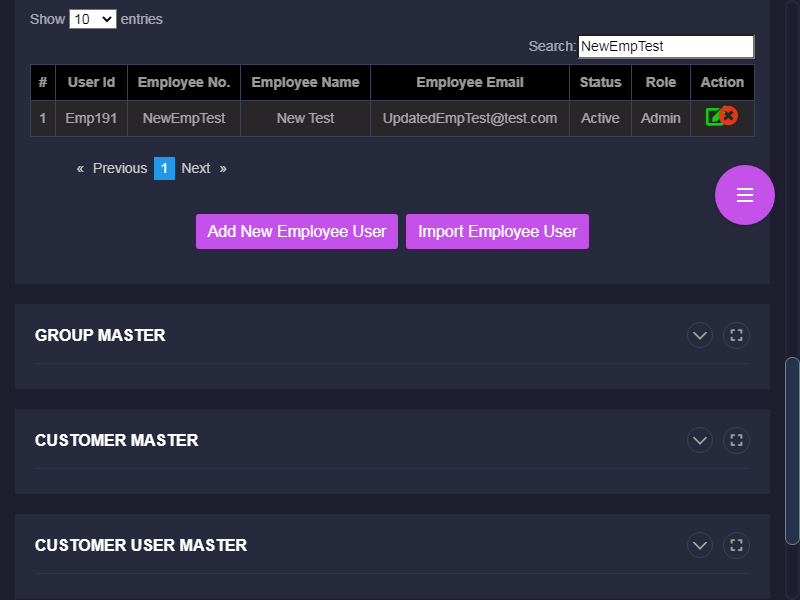 Show 10 entries
Search: NewEmpTest
# User Id Employee No. Employee Name Employee Email Status Role Action
1 Emp191 NewEmpTest New Test UpdatedEmpTest@test.com Active Admin
« Previous 1 Next »
Add New Employee User Import Employee User
GROUP MASTER
CUSTOMER MASTER
CUSTOMER USER MASTER